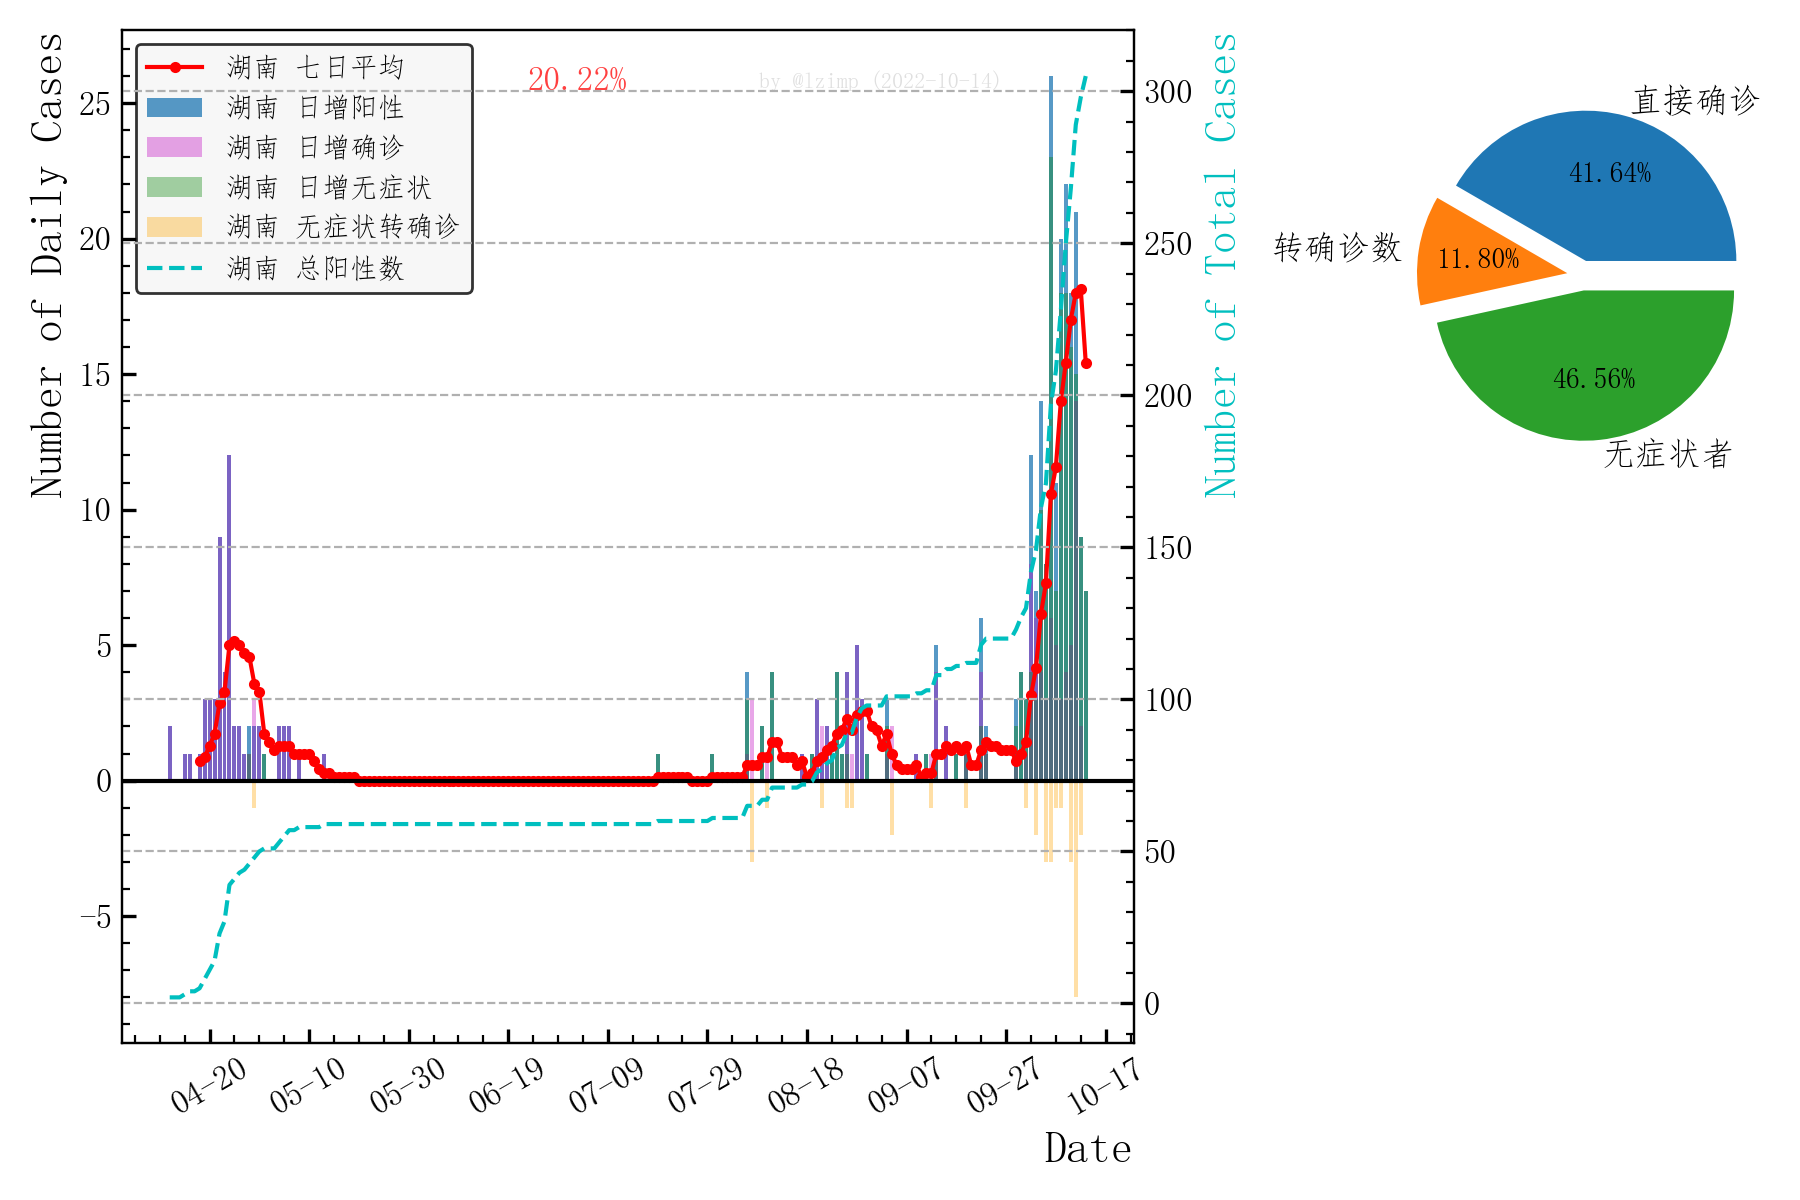 湖南 七日平均
湖南 日增阳性
湖南 日增确诊
湖南 日增无症状
湖南 无症状转确诊
湖南 总阳性数
20.22%
by @lzimp (2022-10-14)
Number of Daily Cases
25
20
15
10
5
0
-5
Number of Total Cases
300
250
200
150
100
50
0
04-20
05-10
05-30
06-19
07-09
07-29
08-18
09-07
09-27
10-17
Date
直接确诊
41.64%
转确诊数
11.80%
46.56%
无症状者